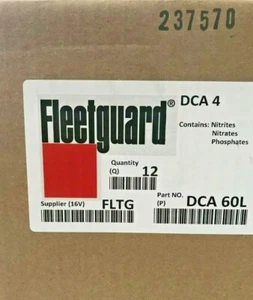 237570
Fleetguard®
DCA 4
Contains: Nitrites
Nitrates
Phosphates
Quantity
(Q)
12
Supplier (16V)
FLTG
Part NO.
(P)
DCA 60L